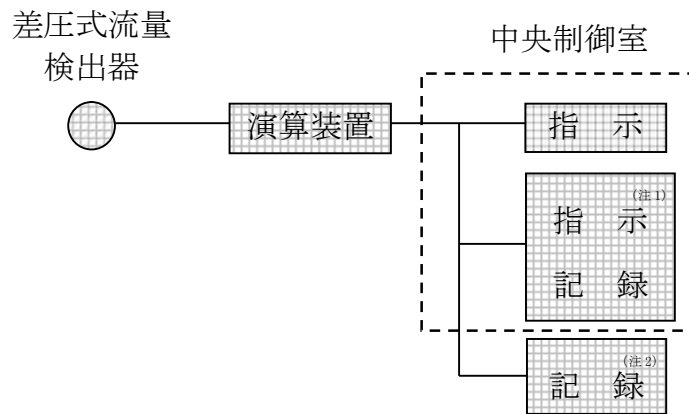 差圧式流量
検出器
中央制御室
演算装置
指 示
(注1)
指 示
記 録
(注2)
記 録